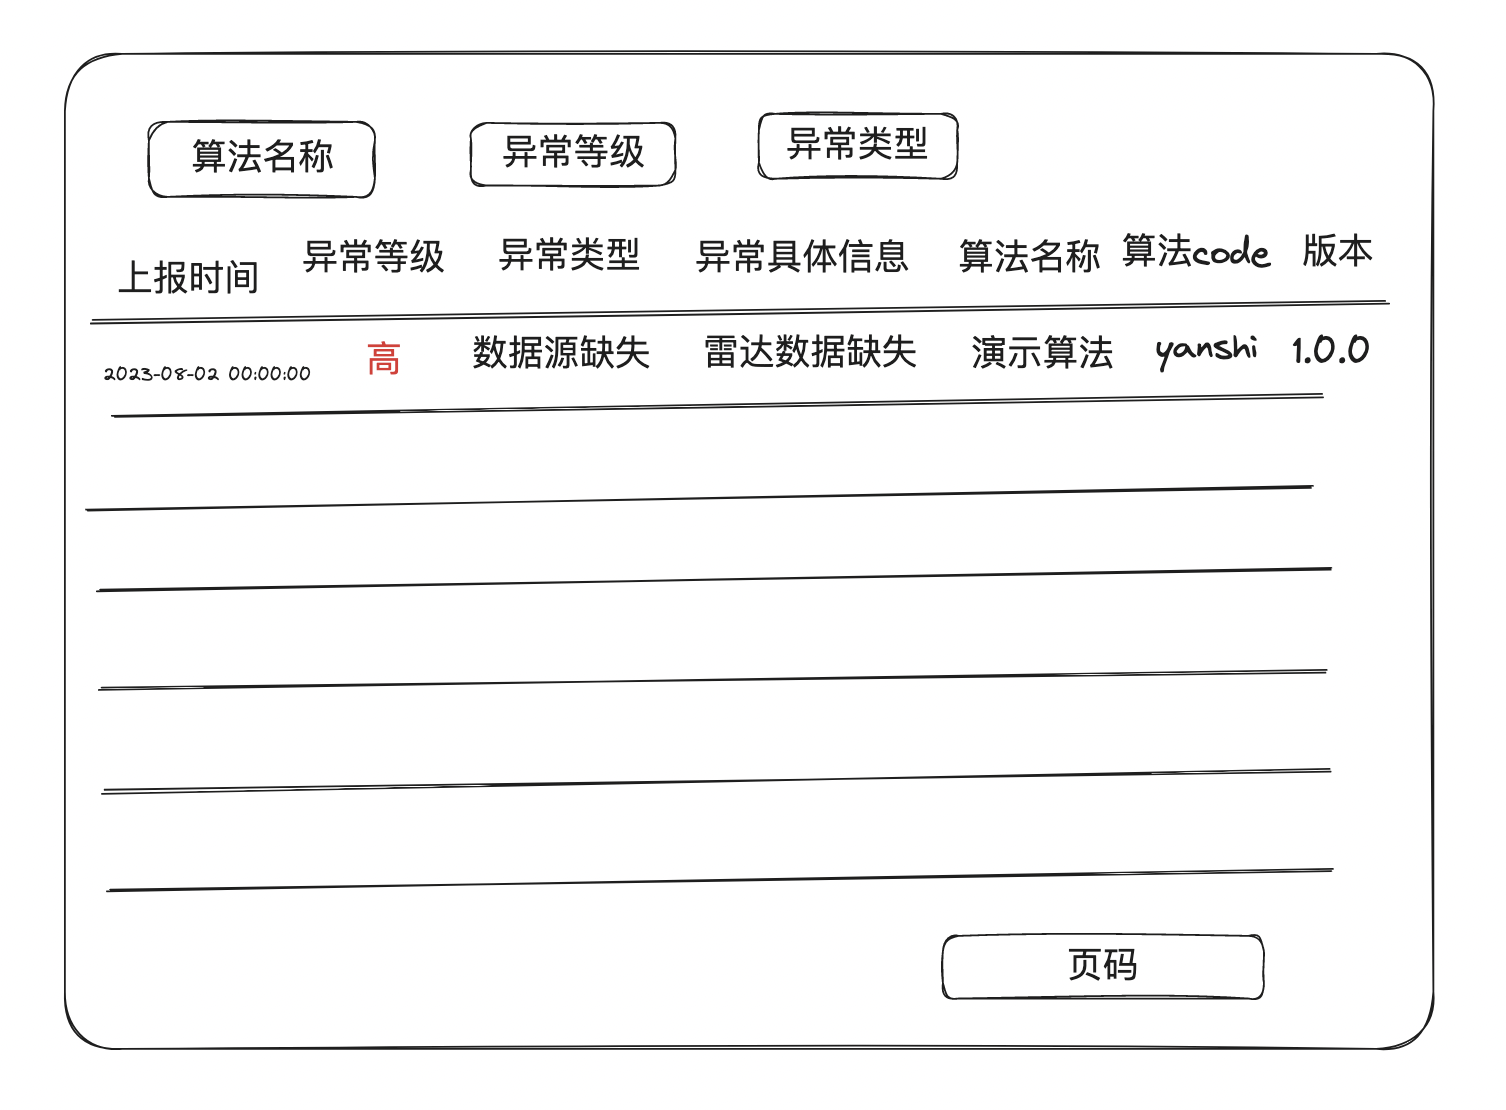 算法名称 异常等级 异常类型
上报时间 异常等级 异常类型 异常具体信息 算法名称 算法code 版本
2023-08-02 00:00:00 高 数据源缺失 雷达数据缺失 演示算法 yanshi 1.0.0
页码